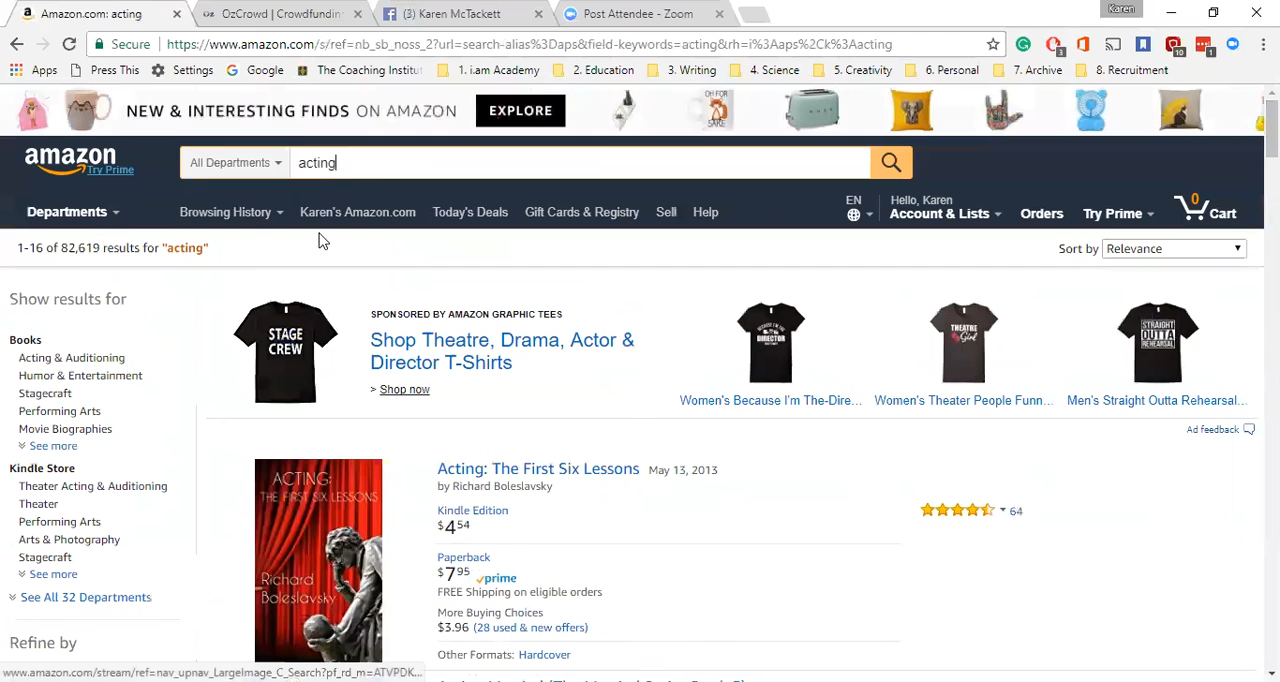 Amazon.com: acting
OzCrowd | Crowdfundin
(3) Karen McTackett
Post Attendee - Zoom
Karen
Secure
https://www.amazon.com/s/ref=nb_sb_noss_2?url=search-alias%3Daps&field-keywords=acting&rh=i%3Aaps%2Ck%3Aacting
Apps Press This Settings Google The Coaching Institut 1. i.am Academy 2. Education 3. Writing 4. Science 5. Creativity 6. Personal 7. Archive 8. Recruitment
NEW & INTERESTING FINDS ON AMAZON EXPLORE
amazon
Try Prime
All Departments
acting
Departments
Browsing History Karen's Amazon.com Today's Deals Gift Cards & Registry Sell Help
EN
Hello, Karen
Account & Lists
Orders
Try Prime
0
Cart
1-16 of 82,619 results for "acting"
Sort by Relevance
Show results for
Books
Acting & Auditioning
Humor & Entertainment
Stagecraft
Performing Arts
Movie Biographies
See more
Kindle Store
Theater Acting & Auditioning
Theater
Performing Arts
Arts & Photography
Stagecraft
See more
See All 32 Departments
Refine by
STAGE
CREW
SPONSORED BY AMAZON GRAPHIC TEES
Shop Theatre, Drama, Actor &
Director T-Shirts
> Shop now
DIRECTOR
Women's Because I'm The-Dire...
THEATRE
Girl
Women's Theater People Funn...
STRAIGHT
OUTTA
REHEARSAL
Men's Straight Outta Rehearsal...
Ad feedback
ACTING:
THE FIRST SIX LESSONS
Richard
Boleslavsky
Acting: The First Six Lessons May 13, 2013
by Richard Boleslavsky
Kindle Edition
$4.54
Paperback
$7.95 prime
FREE Shipping on eligible orders
More Buying Choices
$3.96 (28 used & new offers)
Other Formats: Hardcover
64
www.amazon.com/stream/ref=nav_upnav_LargeImage_C_Search?pf_rd_m=ATVPDK...